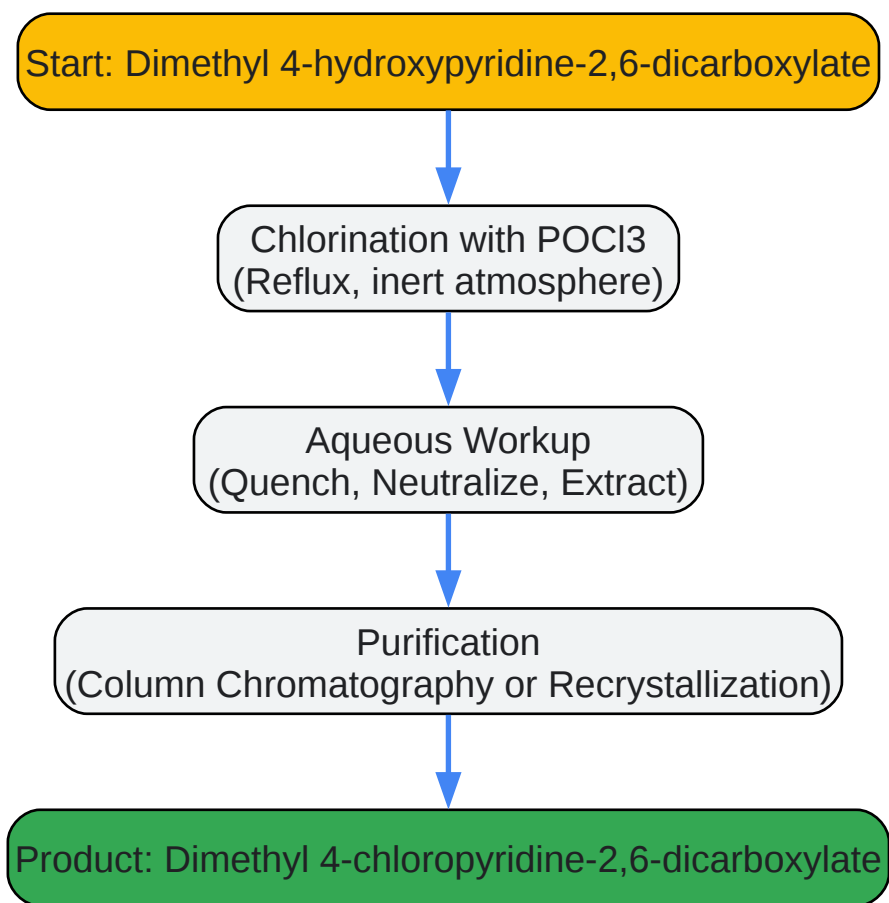 Start: Dimethyl 4-hydroxypyridine-2,6-dicarboxylate
Chlorination with POCl3
(Reflux, inert atmosphere)
Aqueous Workup
(Quench, Neutralize, Extract)
Purification
(Column Chromatography or Recrystallization)
Product: Dimethyl 4-chloropyridine-2,6-dicarboxylate